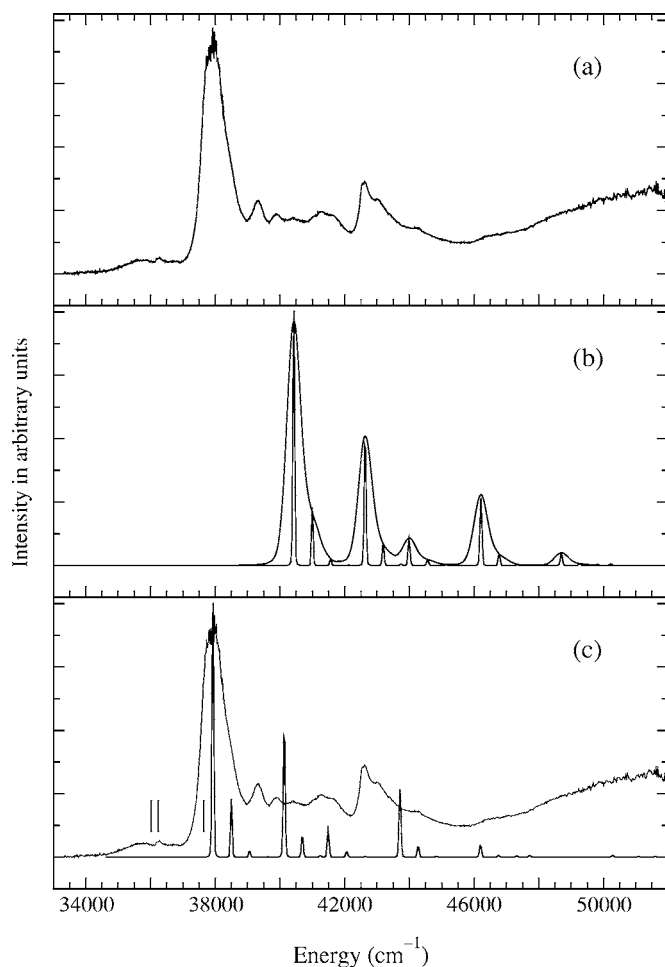 (a)
(b)
(c)
Intensity in arbitrary units
34000 38000 42000 46000 50000
Energy (cm⁻¹)